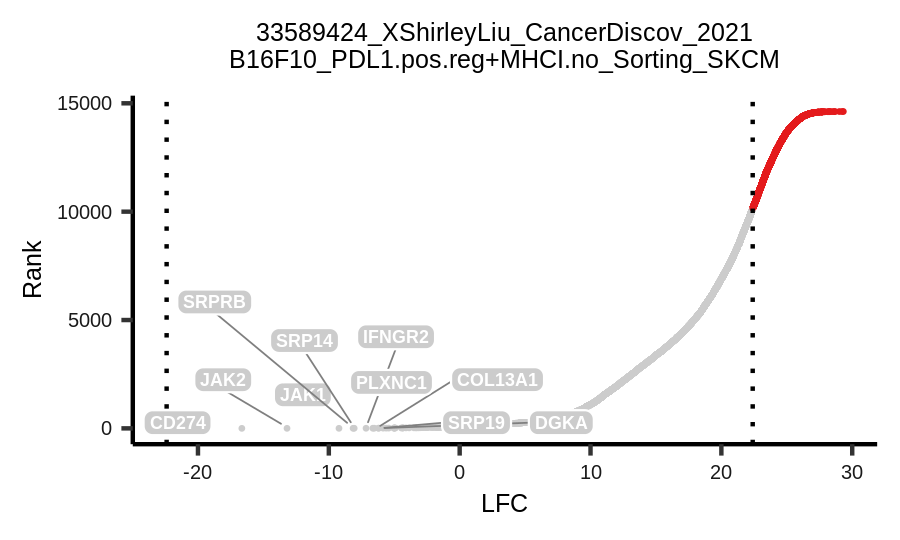 33589424_XShirleyLiu_CancerDiscov_2021
B16F10_PDL1.pos.reg+MHCI.no_Sorting_SKCM
15000
10000
5000
0
Rank
SRPRB
SRP14
IFNGR2
JAK2
JAK1
PLXNC1
COL13A1
CD274
SRP19
DGKA
-20
-10
0
10
20
30
LFC